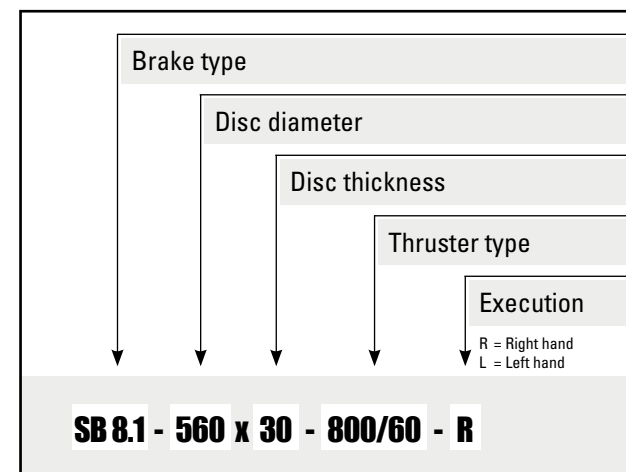 Brake type
Disc diameter
Disc thickness
Thruster type
Execution
R = Right hand
L = Left hand
SB 8.1 - 560 x 30 - 800/60 - R